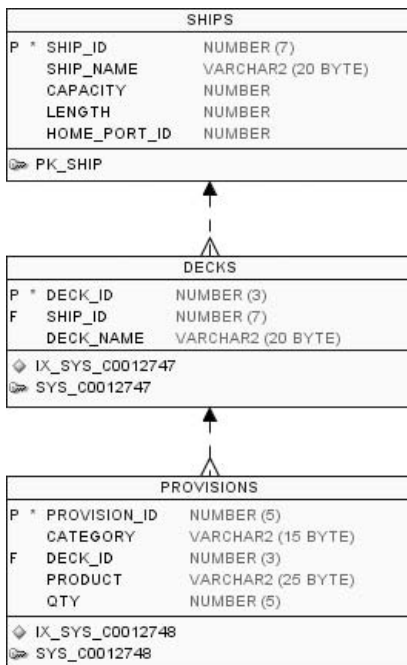 SHIPS
P * SHIP_ID NUMBER (7)
SHIP_NAME VARCHAR2 (20 BYTE)
CAPACITY NUMBER
LENGTH NUMBER
HOME_PORT_ID NUMBER
PK_SHIP
DECKS
P * DECK_ID NUMBER (3)
F SHIP_ID NUMBER (7)
DECK_NAME VARCHAR2 (20 BYTE)
IX_SYS_C0012747
SYS_C0012747
PROVISIONS
P * PROVISION_ID NUMBER (5)
CATEGORY VARCHAR2 (15 BYTE)
F DECK_ID NUMBER (3)
PRODUCT VARCHAR2 (25 BYTE)
QTY NUMBER (5)
IX_SYS_C0012748
SYS_C0012748